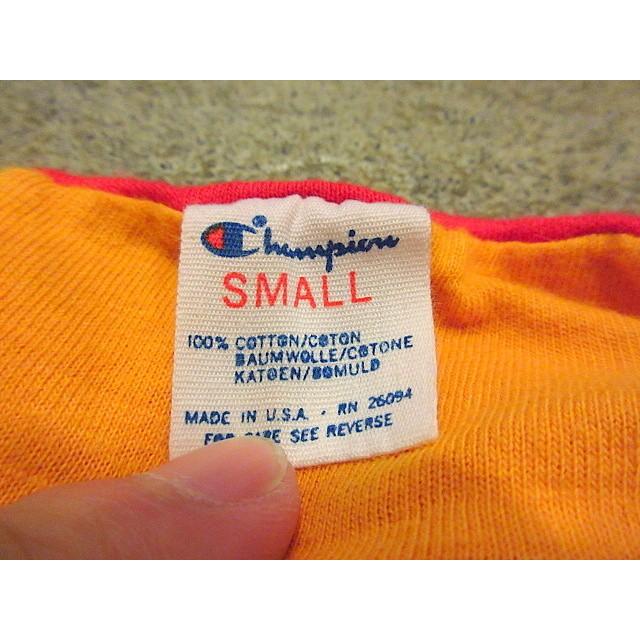 Champion
SMALL
100% COTTON/COTON
BAUMWOLLE/COTONE
KATOEN/BOMULD
MADE IN U.S.A. - RN 26094
FOR CARE SEE REVERSE